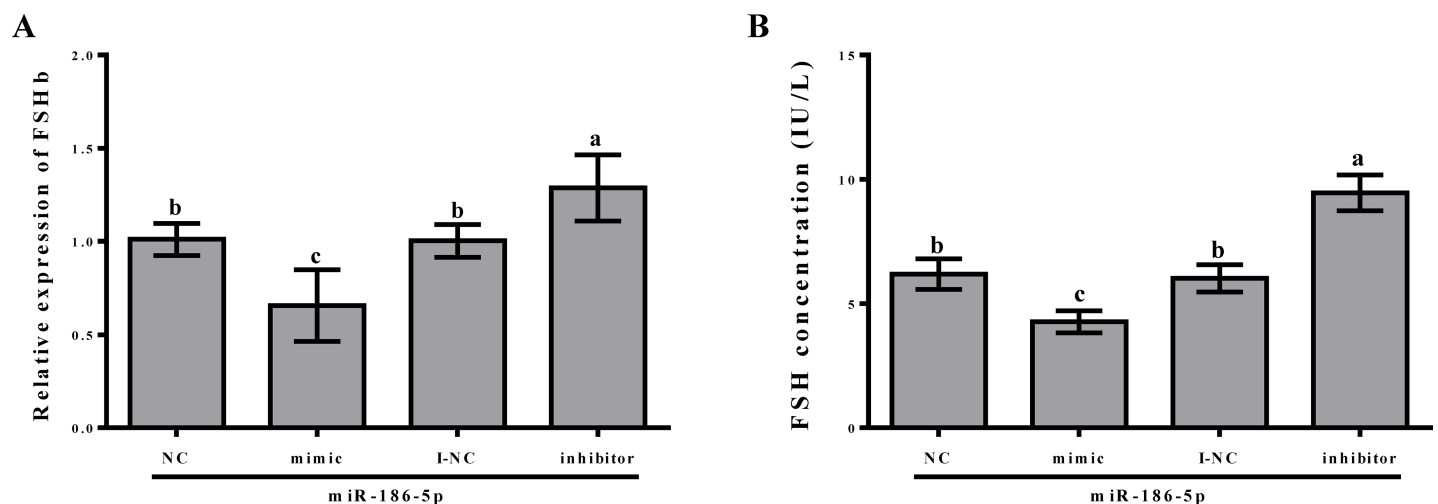 A
Relative expression of FSHb
2.0
1.5
1.0
0.5
0.0
b
c
b
a
NC
mimic
I-NC
inhibitor
miR-186-5p
B
FSH concentration (IU/L)
15
10
5
0
b
c
b
a
NC
mimic
I-NC
inhibitor
miR-186-5p